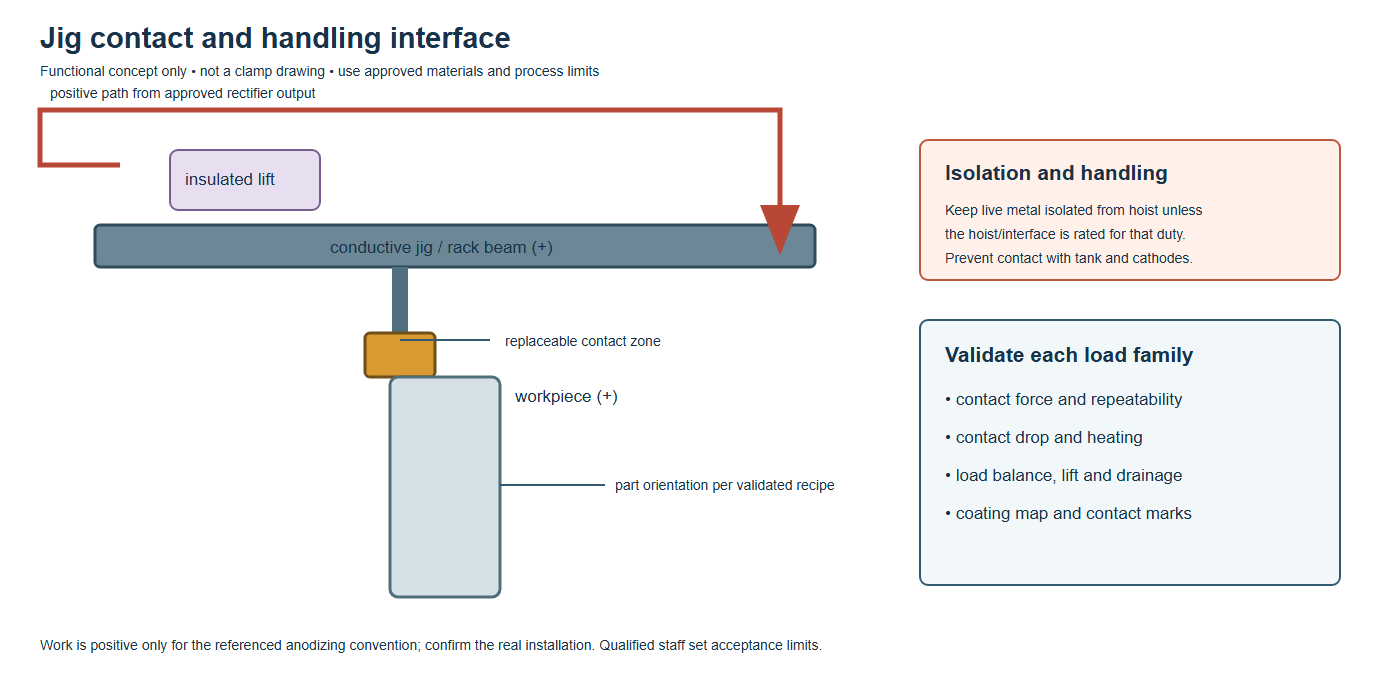 Jig contact and handling interface
Functional concept only • not a clamp drawing • use approved materials and process limits
positive path from approved rectifier output
insulated lift
conductive jig / rack beam (+)
replaceable contact zone
workpiece (+)
part orientation per validated recipe
Isolation and handling
Keep live metal isolated from hoist unless
the hoist/interface is rated for that duty.
Prevent contact with tank and cathodes.
Validate each load family
• contact force and repeatability
• contact drop and heating
• load balance, lift and drainage
• coating map and contact marks
Work is positive only for the referenced anodizing convention; confirm the real installation. Qualified staff set acceptance limits.